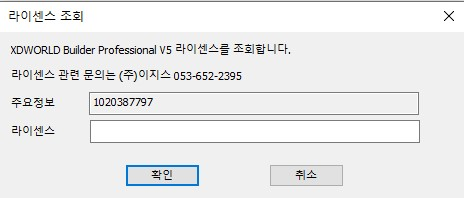 라이센스 조회
XDWORLD Builder Professional V5 라이센스를 조회합니다.
라이센스 관련 문의는 (주)이지스 053-652-2395
주요정보 1020387797
라이센스
확인 취소